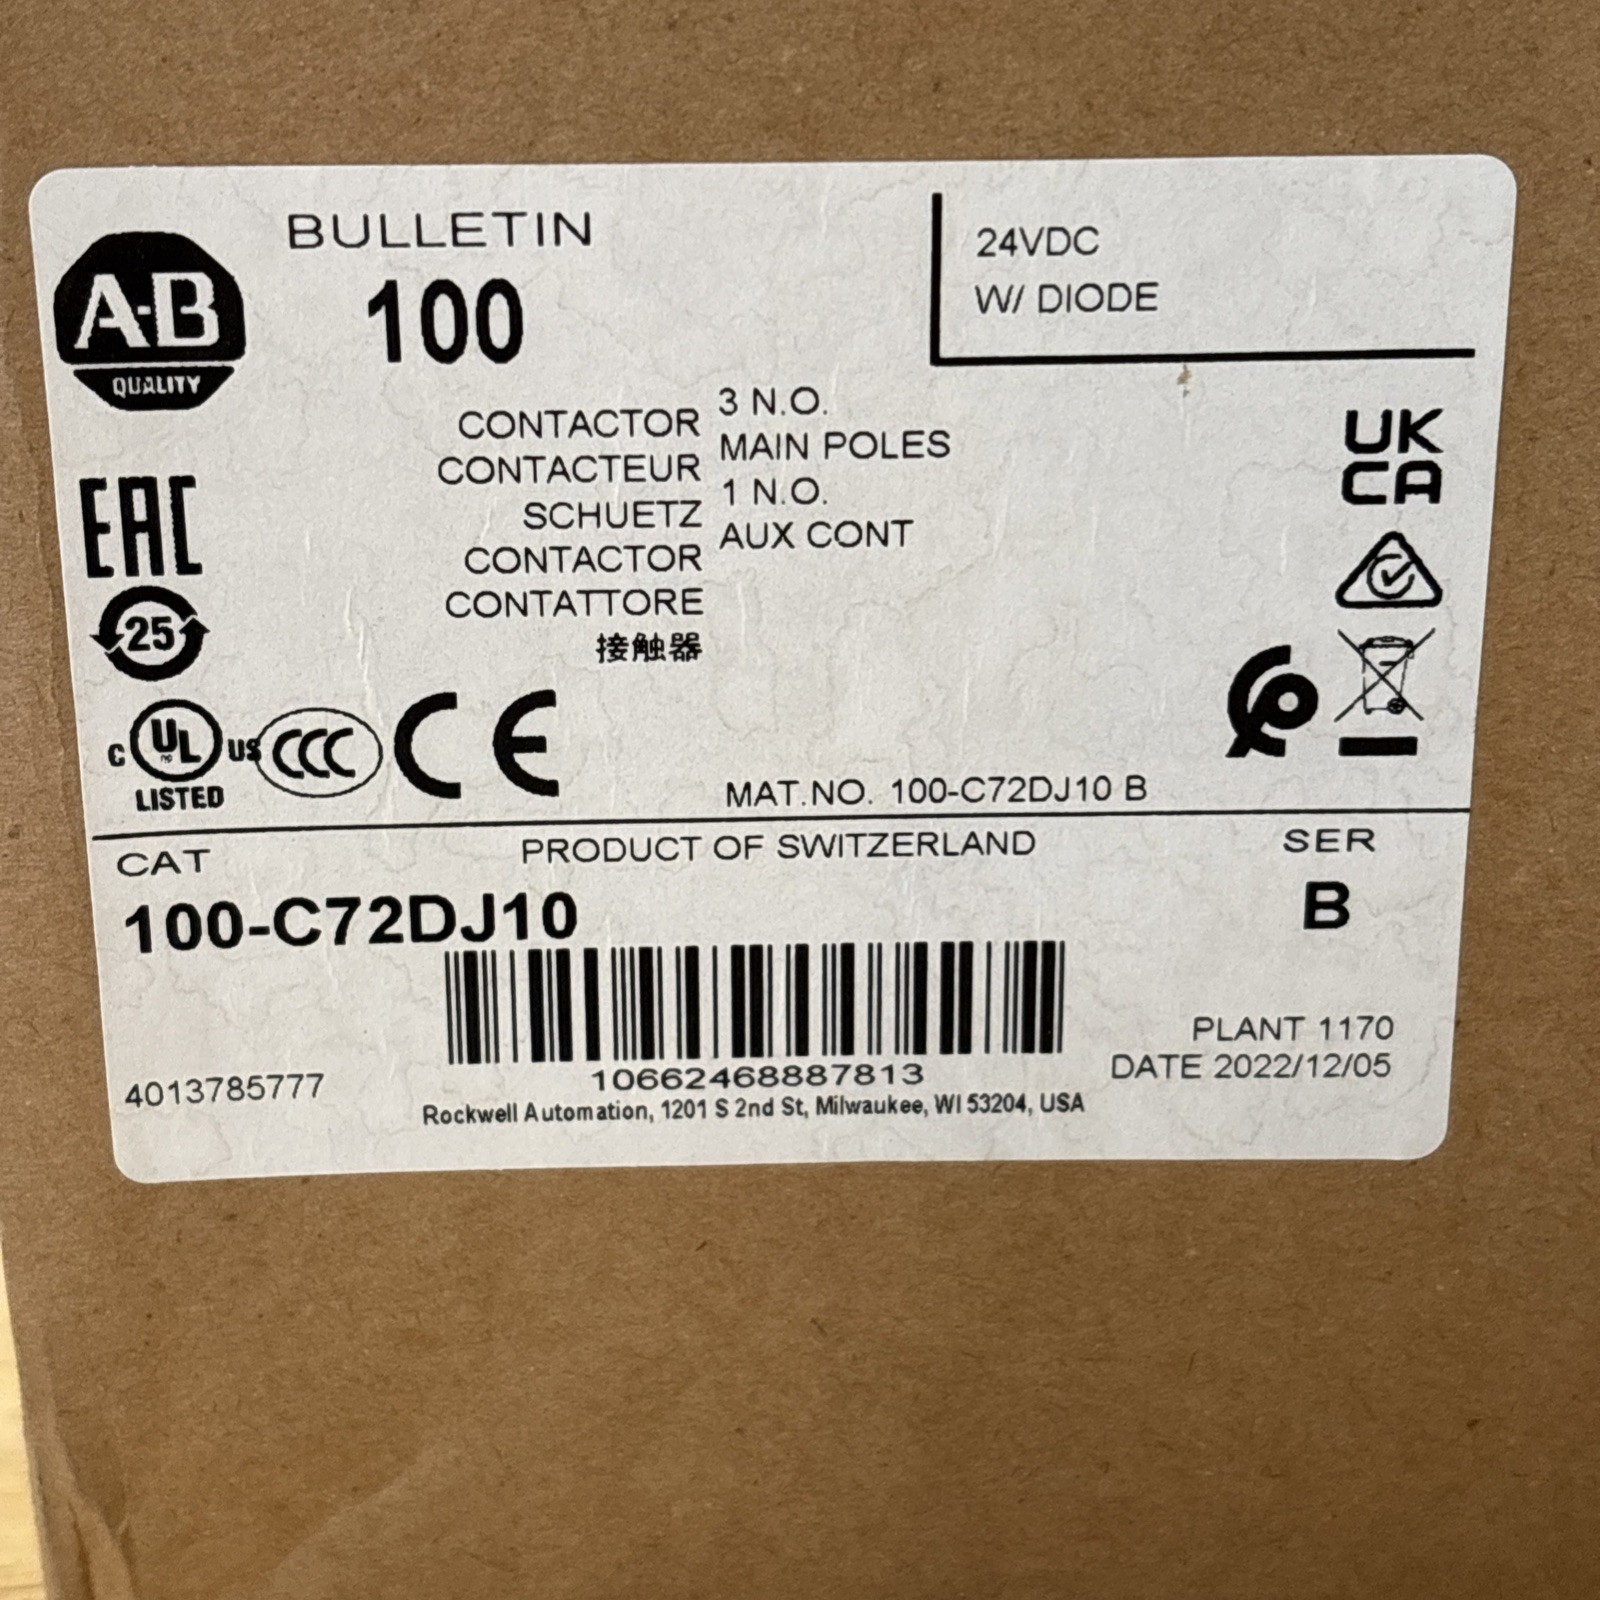 BULLETIN
100
24VDC
W/ DIODE
A-B
QUALITY
CONTACTOR
CONTACTEUR
SCHUETZ
CONTACTOR
CONTATTORE
接触器
3 N.O.
MAIN POLES
1 N.O.
AUX CONT
UK
CA
EAC
25
C UL US
LISTED
CCC
CE
MAT.NO. 100-C72DJ10 B
CAT
PRODUCT OF SWITZERLAND
SER
100-C72DJ10
B
PLANT 1170
DATE 2022/12/05
4013785777
10662468887813
Rockwell Automation, 1201 S 2nd St, Milwaukee, WI 53204, USA